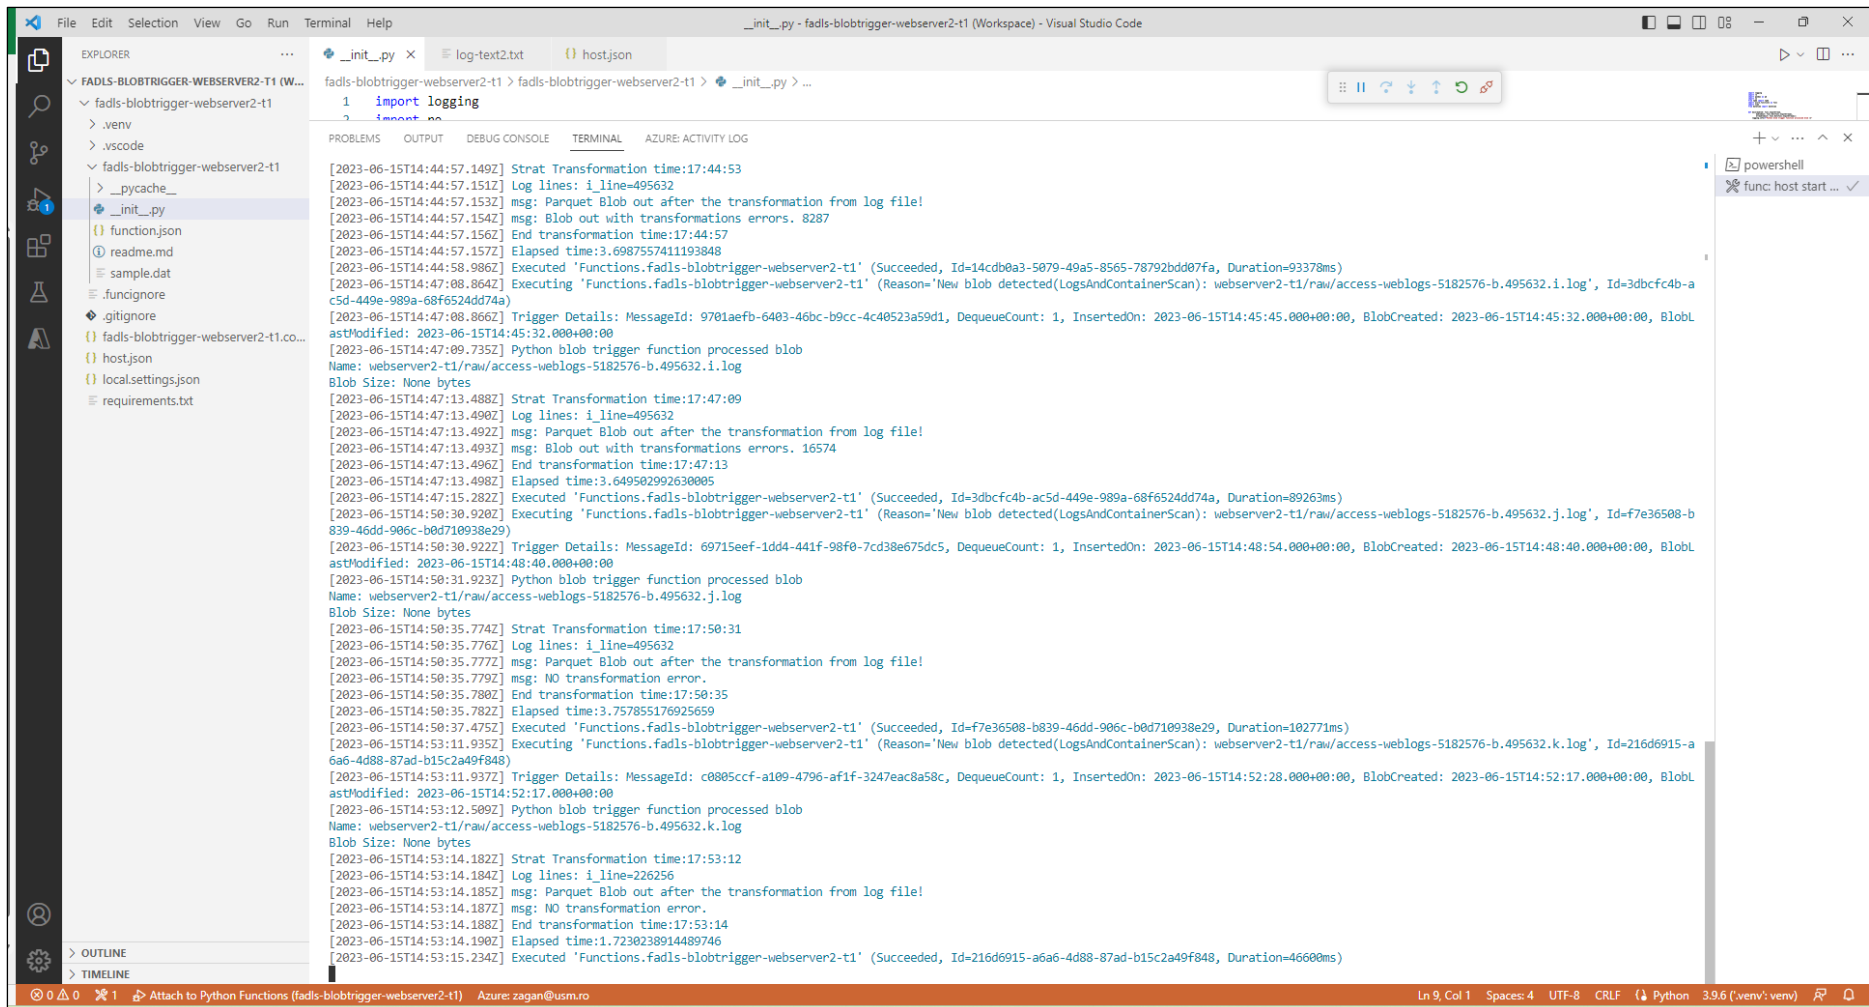 File Edit Selection View Go Run Terminal Help
__init__.py - fadls-blobtrigger-webserver2-t1 (Workspace) - Visual Studio Code
EXPLORER
FADLS-BLOBTRIGGER-WEBSERVER2-T1 (W...
fadls-blobtrigger-webserver2-t1
.venv
.vscode
fadls-blobtrigger-webserver2-t1
__pycache__
__init__.py
function.json
readme.md
sample.dat
.funcignore
.gitignore
fadls-blobtrigger-webserver2-t1.co...
host.json
local.settings.json
requirements.txt
OUTLINE
TIMELINE
1
__init__.py log-text2.txt host.json
fadls-blobtrigger-webserver2-t1 > fadls-blobtrigger-webserver2-t1 > __init__.py > ...
1 import logging
2 import
PROBLEMS OUTPUT DEBUG CONSOLE TERMINAL AZURE: ACTIVITY LOG
[2023-06-15T14:44:57.149Z] Strat Transformation time:17:44:53
[2023-06-15T14:44:57.151Z] Log lines: i_line=495632
[2023-06-15T14:44:57.153Z] msg: Parquet Blob out after the transformation from log file!
[2023-06-15T14:44:57.154Z] msg: Blob out with transformations errors. 8287
[2023-06-15T14:44:57.156Z] End transformation time:17:44:57
[2023-06-15T14:44:57.157Z] Elapsed time:3.6987557411193848
[2023-06-15T14:44:58.986Z] Executed 'Functions.fadls-blobtrigger-webserver2-t1' (Succeeded, Id=14cdb0a3-5079-49a5-8565-78792bdd07fa, Duration=93378ms)
[2023-06-15T14:47:08.864Z] Executing 'Functions.fadls-blobtrigger-webserver2-t1' (Reason='New blob detected(LogsAndContainerScan): webserver2-t1/raw/access-weblogs-5182576-b.495632.i.log', Id=3dbcfc4b-a
c5d-449e-989a-68f6524dd74a)
[2023-06-15T14:47:08.866Z] Trigger Details: MessageId: 9701aefb-6403-46bc-b9cc-4c40523a59d1, DequeueCount: 1, InsertedOn: 2023-06-15T14:45:45.000+00:00, BlobCreated: 2023-06-15T14:45:32.000+00:00, BlobL
astModified: 2023-06-15T14:45:32.000+00:00
[2023-06-15T14:47:09.735Z] Python blob trigger function processed blob
Name: webserver2-t1/raw/access-weblogs-5182576-b.495632.i.log
Blob Size: None bytes
[2023-06-15T14:47:13.488Z] Strat Transformation time:17:47:09
[2023-06-15T14:47:13.490Z] Log lines: i_line=495632
[2023-06-15T14:47:13.492Z] msg: Parquet Blob out after the transformation from log file!
[2023-06-15T14:47:13.493Z] msg: Blob out with transformations errors. 16574
[2023-06-15T14:47:13.496Z] End transformation time:17:47:13
[2023-06-15T14:47:13.498Z] Elapsed time:3.649502992630005
[2023-06-15T14:47:15.282Z] Executed 'Functions.fadls-blobtrigger-webserver2-t1' (Succeeded, Id=3dbcfc4b-ac5d-449e-989a-68f6524dd74a, Duration=89263ms)
[2023-06-15T14:50:30.920Z] Executing 'Functions.fadls-blobtrigger-webserver2-t1' (Reason='New blob detected(LogsAndContainerScan): webserver2-t1/raw/access-weblogs-5182576-b.495632.j.log', Id=f7e36508-b
839-46dd-906c-b0d710938e29)
[2023-06-15T14:50:30.922Z] Trigger Details: MessageId: 69715eef-1dd4-441f-98f0-7cd38e675dc5, DequeueCount: 1, InsertedOn: 2023-06-15T14:48:54.000+00:00, BlobCreated: 2023-06-15T14:48:40.000+00:00, BlobL
astModified: 2023-06-15T14:48:40.000+00:00
[2023-06-15T14:50:31.923Z] Python blob trigger function processed blob
Name: webserver2-t1/raw/access-weblogs-5182576-b.495632.j.log
Blob Size: None bytes
[2023-06-15T14:50:35.774Z] Strat Transformation time:17:50:31
[2023-06-15T14:50:35.776Z] Log lines: i_line=495632
[2023-06-15T14:50:35.777Z] msg: Parquet Blob out after the transformation from log file!
[2023-06-15T14:50:35.779Z] msg: NO transformation error.
[2023-06-15T14:50:35.780Z] End transformation time:17:50:35
[2023-06-15T14:50:35.782Z] Elapsed time:3.757855176925659
[2023-06-15T14:50:37.475Z] Executed 'Functions.fadls-blobtrigger-webserver2-t1' (Succeeded, Id=f7e36508-b839-46dd-906c-b0d710938e29, Duration=102771ms)
[2023-06-15T14:53:11.935Z] Executing 'Functions.fadls-blobtrigger-webserver2-t1' (Reason='New blob detected(LogsAndContainerScan): webserver2-t1/raw/access-weblogs-5182576-b.495632.k.log', Id=216d6915-a
6a6-4d88-87ad-b15c2a49f848)
[2023-06-15T14:53:11.937Z] Trigger Details: MessageId: c0805ccf-a109-4796-af1f-3247eac8a58c, DequeueCount: 1, InsertedOn: 2023-06-15T14:52:28.000+00:00, BlobCreated: 2023-06-15T14:52:17.000+00:00, BlobL
astModified: 2023-06-15T14:52:17.000+00:00
[2023-06-15T14:53:12.509Z] Python blob trigger function processed blob
Name: webserver2-t1/raw/access-weblogs-5182576-b.495632.k.log
Blob Size: None bytes
[2023-06-15T14:53:14.182Z] Strat Transformation time:17:53:12
[2023-06-15T14:53:14.184Z] Log lines: i_line=226256
[2023-06-15T14:53:14.185Z] msg: Parquet Blob out after the transformation from log file!
[2023-06-15T14:53:14.187Z] msg: NO transformation error.
[2023-06-15T14:53:14.188Z] End transformation time:17:53:14
[2023-06-15T14:53:14.190Z] Elapsed time:1.7230238914489746
[2023-06-15T14:53:15.234Z] Executed 'Functions.fadls-blobtrigger-webserver2-t1' (Succeeded, Id=216d6915-a6a6-4d88-87ad-b15c2a49f848, Duration=46600ms)
powershell
func: host start ...
0 0 1 Attach to Python Functions (fadls-blobtrigger-webserver2-t1) Azure: zagan@usm.ro
Ln 9, Col 1 Spaces: 4 UTF-8 CRLF Python 3.9.6 ('.venv': venv)